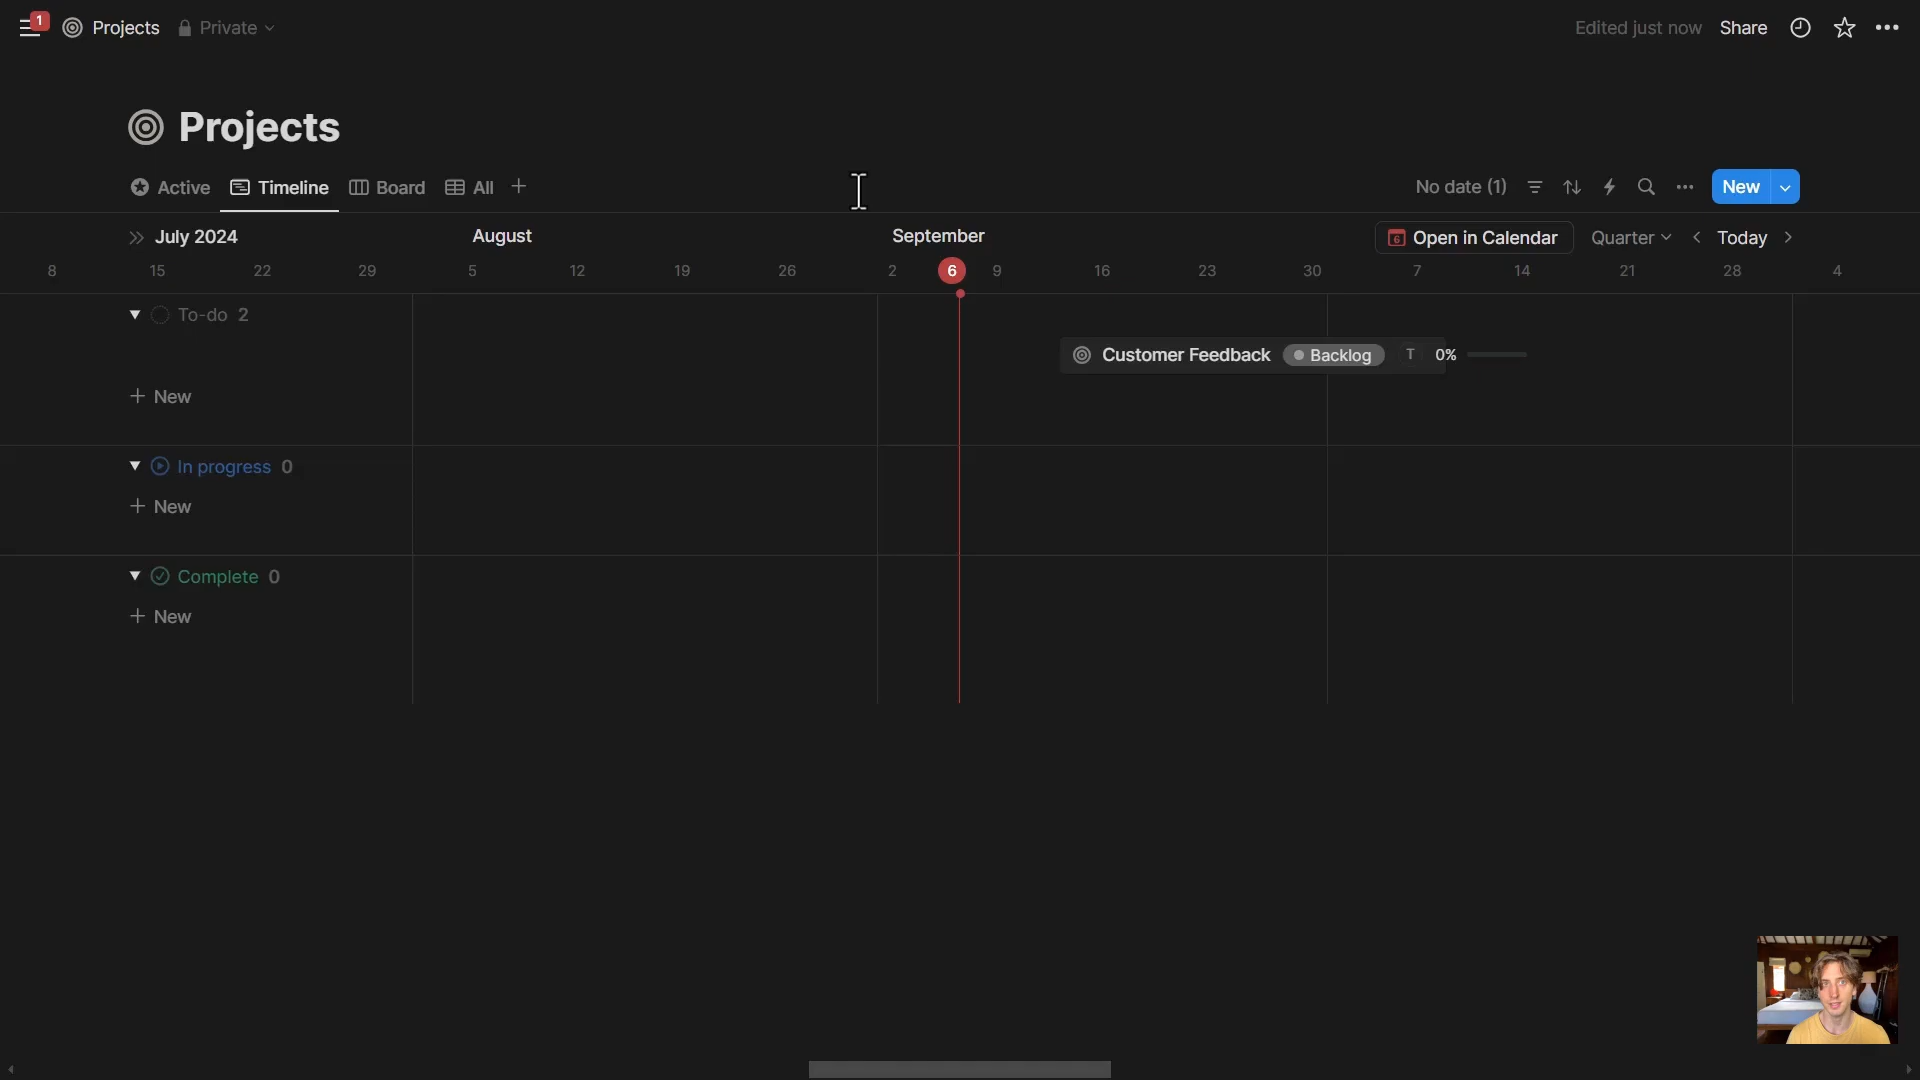 1 Projects Private Edited just now Share
Projects
Active Timeline Board All No date (1) New
July 2024 August September 6 Open in Calendar Quarter Today
8 15 22 29 5 12 19 26 2 6 9 16 23 30 7 14 21 28 4
To-do 2
Customer Feedback Backlog T 0%
New
In progress 0
New
Complete 0
New